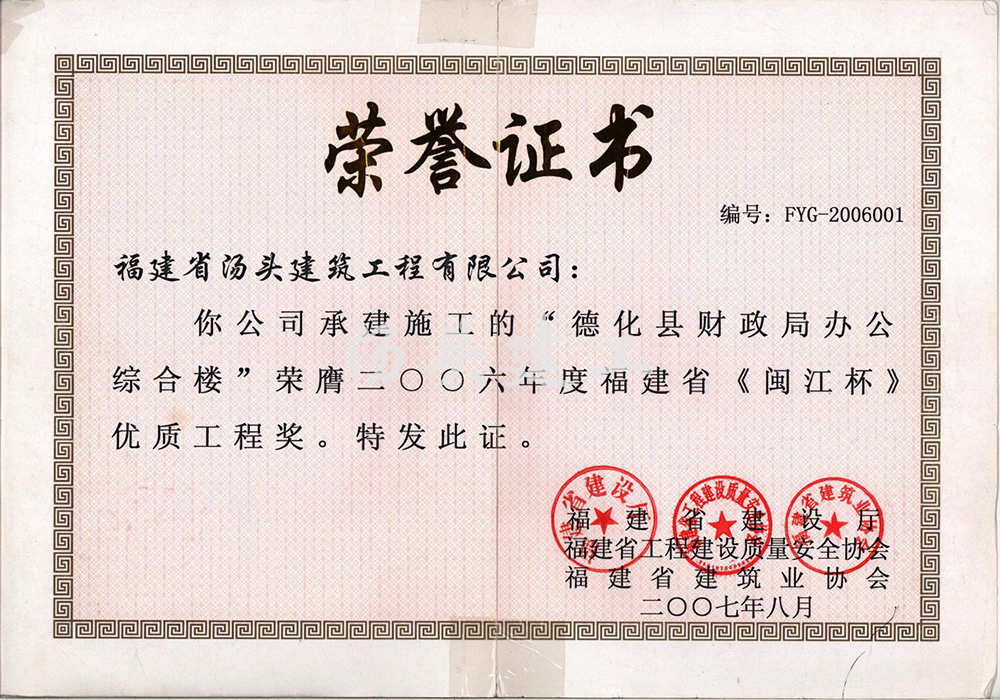 荣誉证书
编号：FYG-2006001
福建省汤头建筑工程有限公司：
你公司承建施工的“德化县财政局办公
综合楼”荣膺二〇〇六年度福建省《闽江杯》
优质工程奖。特发此证。
福建省建设厅
福建省工程建设质量安全协会
福建省建筑业协会
二〇〇七年八月